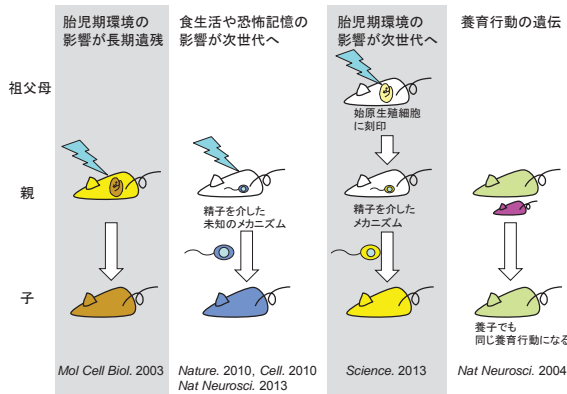 胎児期環境の
影響が長期遺残
食生活や恐怖記憶の
影響が次世代へ
胎児期環境の
影響が次世代へ
養育行動の遺伝
祖父母
始原生殖細胞
に刻印
親
精子を介した
未知のメカニズム
精子を介した
メカニズム
子
養子でも
同じ養育行動になる
Mol Cell Biol. 2003
Nature. 2010, Cell. 2010
Nat Neurosci. 2013
Science. 2013
Nat Neurosci. 2004